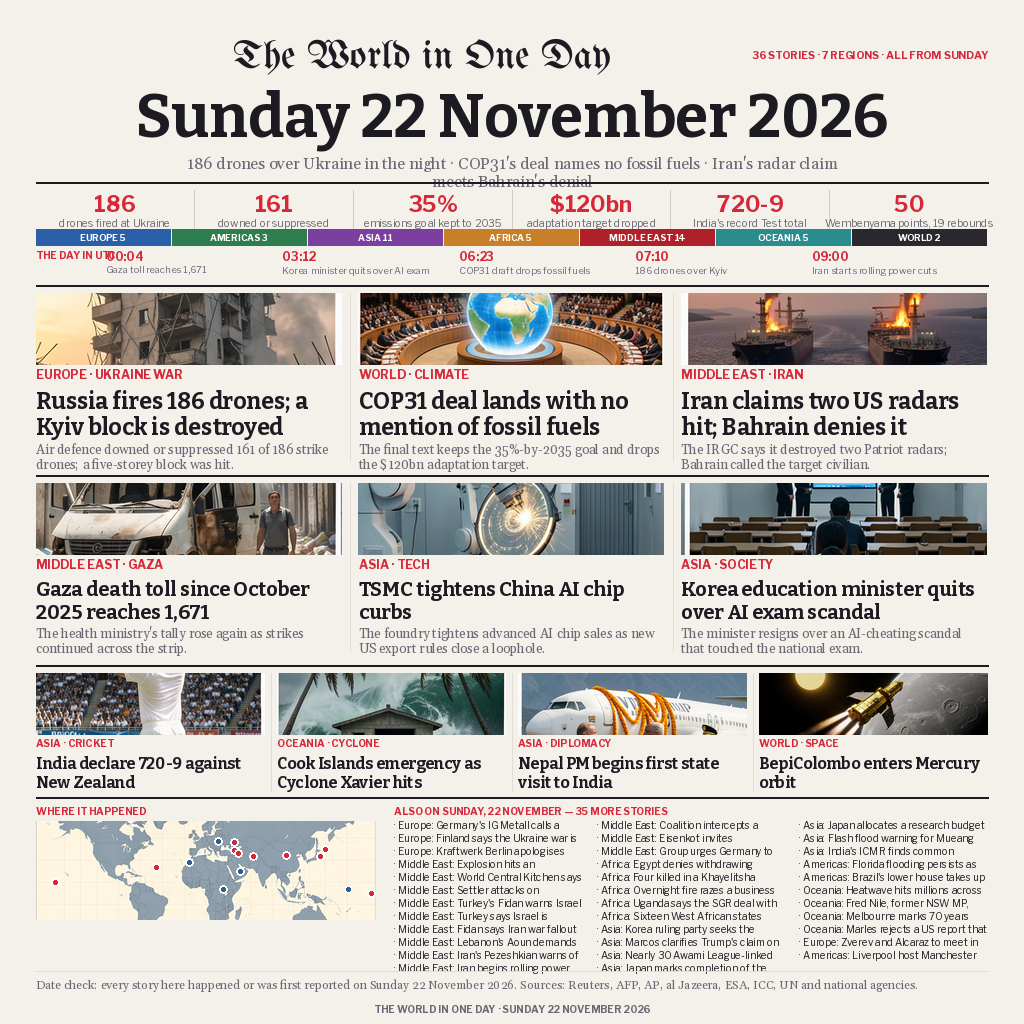 The World in One Day
36 STORIES · 7 REGIONS · ALL FROM SUNDAY
Sunday 22 November 2026
186 drones over Ukraine in the night · COP31's deal names no fossil fuels · Iran's radar claim
meets Bahrain's denial
186
drones fired at Ukraine
161
downed or suppressed
35%
emissions goal kept to 2035
$120bn
adaptation target dropped
720-9
India's record Test total
50
Wembenyama points, 19 rebounds
EUROPE 5
AMERICAS 3
ASIA 11
AFRICA 5
MIDDLE EAST 14
OCEANIA 5
WORLD 2
THE DAY IN UTC
00:04
Gaza toll reaches 1,671
03:12
Korea minister quits over AI exam
06:23
COP31 draft drops fossil fuels
07:10
186 drones over Kyiv
09:00
Iran starts rolling power cuts
EUROPE · UKRAINE WAR
Russia fires 186 drones; a
Kyiv block is destroyed
Air defence downed or suppressed 161 of 186 strike
drones; a five-storey block was hit.
WORLD · CLIMATE
COP31 deal lands with no
mention of fossil fuels
The final text keeps the 35%-by-2035 goal and drops
the $120bn adaptation target.
MIDDLE EAST · IRAN
Iran claims two US radars
hit; Bahrain denies it
The IRGC says it destroyed two Patriot radars;
Bahrain called the target civilian.
MIDDLE EAST · GAZA
Gaza death toll since October
2025 reaches 1,671
The health ministry's tally rose again as strikes
continued across the strip.
ASIA · TECH
TSMC tightens China AI chip
curbs
The foundry tightens advanced AI chip sales as new
US export rules close a loophole.
ASIA · SOCIETY
Korea education minister quits
over AI exam scandal
The minister resigns over an AI-cheating scandal
that touched the national exam.
ASIA · CRICKET
India declare 720-9 against
New Zealand
OCEANIA · CYCLONE
Cook Islands emergency as
Cyclone Xavier hits
ASIA · DIPLOMACY
Nepal PM begins first state
visit to India
WORLD · SPACE
BepiColombo enters Mercury
orbit
WHERE IT HAPPENED
ALSO ON SUNDAY, 22 NOVEMBER — 35 MORE STORIES
· Europe: Germany's IG Metall calls a
· Europe: Finland says the Ukraine war is
· Europe: Kraftwerk Berlin apologises
· Middle East: Explosion hits an
· Middle East: World Central Kitchen says
· Middle East: Settler attacks on
· Middle East: Turkey's Fidan warns Israel
· Middle East: Turkey says Israel is
· Middle East: Fidan says Iran war fallout
· Middle East: Lebanon's Aoun demands
· Middle East: Iran's Pezeshkian warns of
· Middle East: Iran begins rolling power
· Middle East: Coalition intercepts a
· Middle East: Eisenkot invites
· Middle East: Group urges Germany to
· Africa: Egypt denies withdrawing
· Africa: Four killed in a Khayelitsha
· Africa: Overnight fire razes a business
· Africa: Uganda says the SGR deal with
· Africa: Sixteen West African states
· Asia: Korea ruling party seeks the
· Asia: Marcos clarifies Trump's claim on
· Asia: Nearly 30 Awami League-linked
· Asia: Japan marks completion of the
· Asia: Japan allocates a research budget
· Asia: Flash flood warning for Mueang
· Asia: India's ICMR finds common
· Americas: Florida flooding persists as
· Americas: Brazil's lower house takes up
· Oceania: Heatwave hits millions across
· Oceania: Fred Nile, former NSW MP,
· Oceania: Melbourne marks 70 years
· Oceania: Marles rejects a US report that
· Europe: Zverev and Alcaraz to meet in
· Americas: Liverpool host Manchester
Date check: every story here happened or was first reported on Sunday 22 November 2026. Sources: Reuters, AFP, AP, al Jazeera, ESA, ICC, UN and national agencies.
THE WORLD IN ONE DAY · SUNDAY 22 NOVEMBER 2026